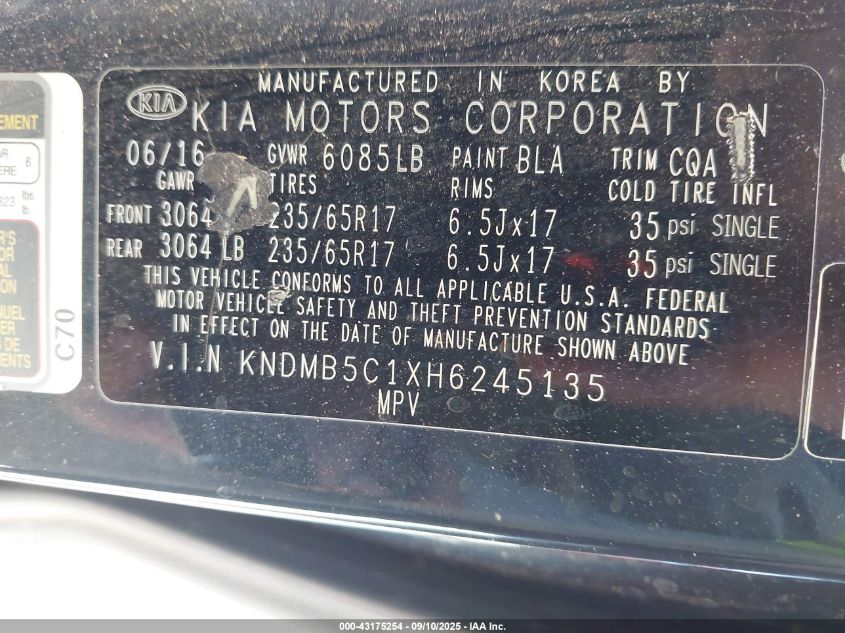 MANUFACTURED IN KOREA BY
KIA KIA MOTORS CORPORATION
06/16 GVWR 6085LB PAINT BLA TRIM CQA
GAWR TIRES RIMS COLD TIRE INFL
FRONT 3064 235/65R17 6.5Jx17 35 psi SINGLE
REAR 3064 LB 235/65R17 6.5Jx17 35 psi SINGLE
THIS VEHICLE CONFORMS TO ALL APPLICABLE U.S.A. FEDERAL
MOTOR VEHICLE SAFETY AND THEFT PREVENTION STANDARDS
IN EFFECT ON THE DATE OF MANUFACTURE SHOWN ABOVE
V.I.N KNDMB5C1XH6245135
MPV
6
lbs
lb
C70
000-43175254 - 09/10/2025 - IAA Inc.